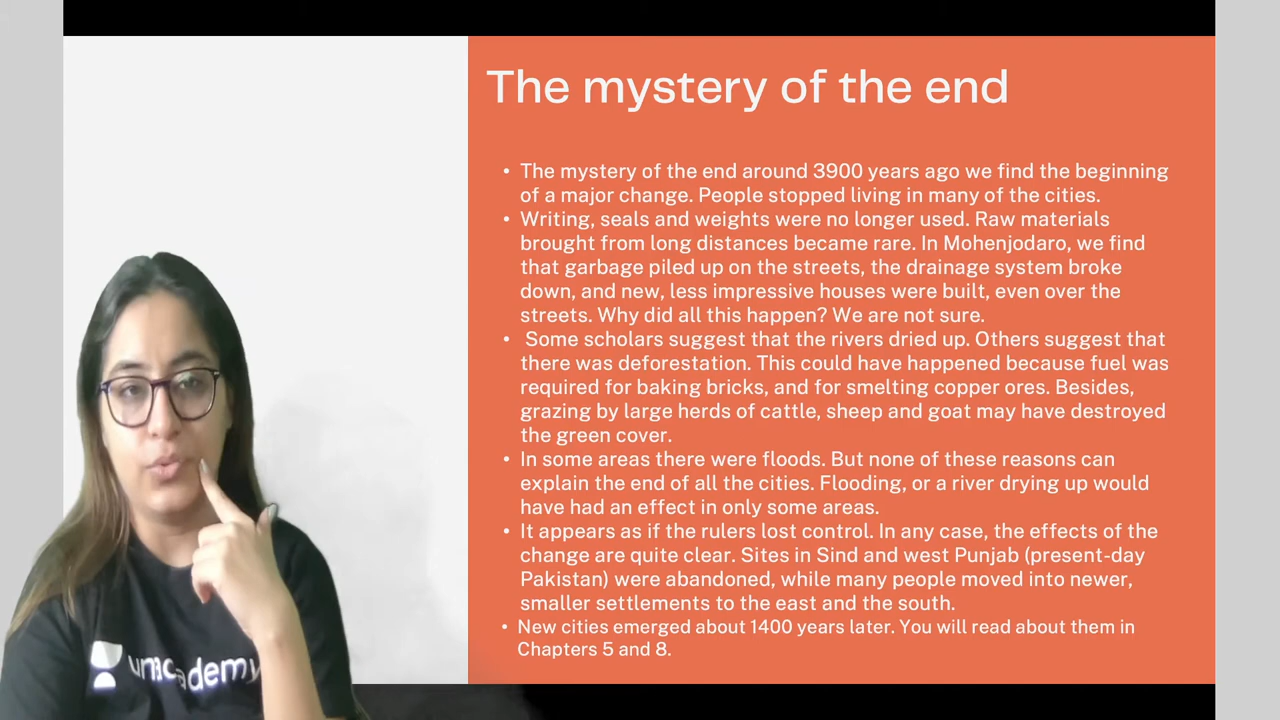 The mystery of the end
• The mystery of the end around 3900 years ago we find the beginning
of a major change. People stopped living in many of the cities.
• Writing, seals and weights were no longer used. Raw materials
brought from long distances became rare. In Mohenjodaro, we find
that garbage piled up on the streets, the drainage system broke
down, and new, less impressive houses were built, even over the
streets. Why did all this happen? We are not sure.
• Some scholars suggest that the rivers dried up. Others suggest that
there was deforestation. This could have happened because fuel was
required for baking bricks, and for smelting copper ores. Besides,
grazing by large herds of cattle, sheep and goat may have destroyed
the green cover.
• In some areas there were floods. But none of these reasons can
explain the end of all the cities. Flooding, or a river drying up would
have had an effect in only some areas.
• It appears as if the rulers lost control. In any case, the effects of the
change are quite clear. Sites in Sind and west Punjab (present-day
Pakistan) were abandoned, while many people moved into newer,
smaller settlements to the east and the south.
• New cities emerged about 1400 years later. You will read about them in
Chapters 5 and 8.
unacademy